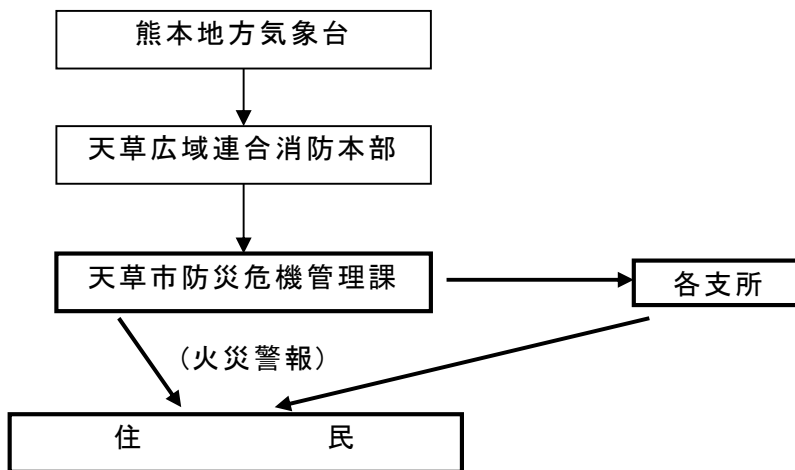 熊本地方気象台
天草広域連合消防本部
天草市防災危機管理課
各支所
（火災警報）
住　　　　　　　民